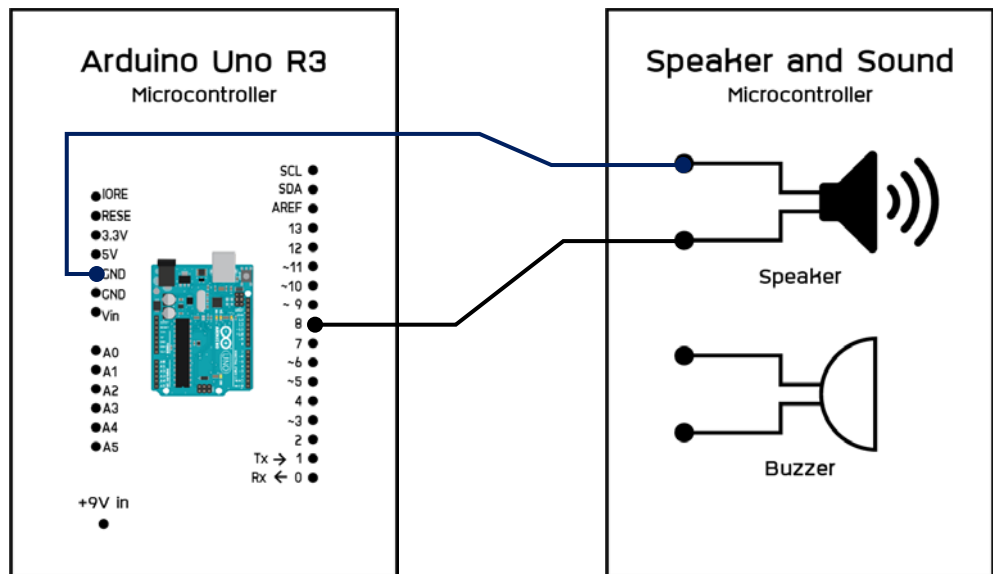 Arduino Uno R3
Microcontroller
IORE
RESE
3.3V
5V
GND
GND
Vin
A0
A1
A2
A3
A4
A5
+9V in
SCL
SDA
AREF
13
12
~11
~10
~ 9
8
7
~6
~5
4
~3
2
Tx → 1
Rx ← 0
Speaker and Sound
Microcontroller
Speaker
Buzzer